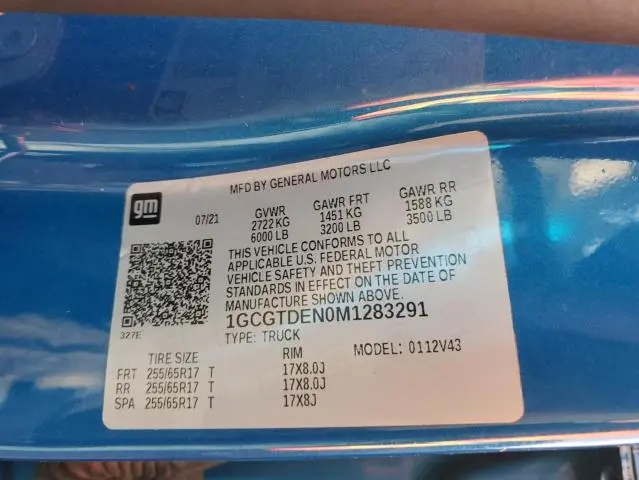 MFD BY GENERAL MOTORS LLC
gm
07/21 GVWR GAWR FRT GAWR RR
2722 KG 1451 KG 1588 KG
6000 LB 3200 LB 3500 LB
THIS VEHICLE CONFORMS TO ALL
APPLICABLE U.S. FEDERAL MOTOR
VEHICLE SAFETY AND THEFT PREVENTION
STANDARDS IN EFFECT ON THE DATE OF
MANUFACTURE SHOWN ABOVE.
327E 1GCGTDEN0M1283291
TYPE: TRUCK MODEL: 0112V43
TIRE SIZE RIM
FRT 255/65R17 T 17X8.0J
RR 255/65R17 T 17X8.0J
SPA 255/65R17 T 17X8J